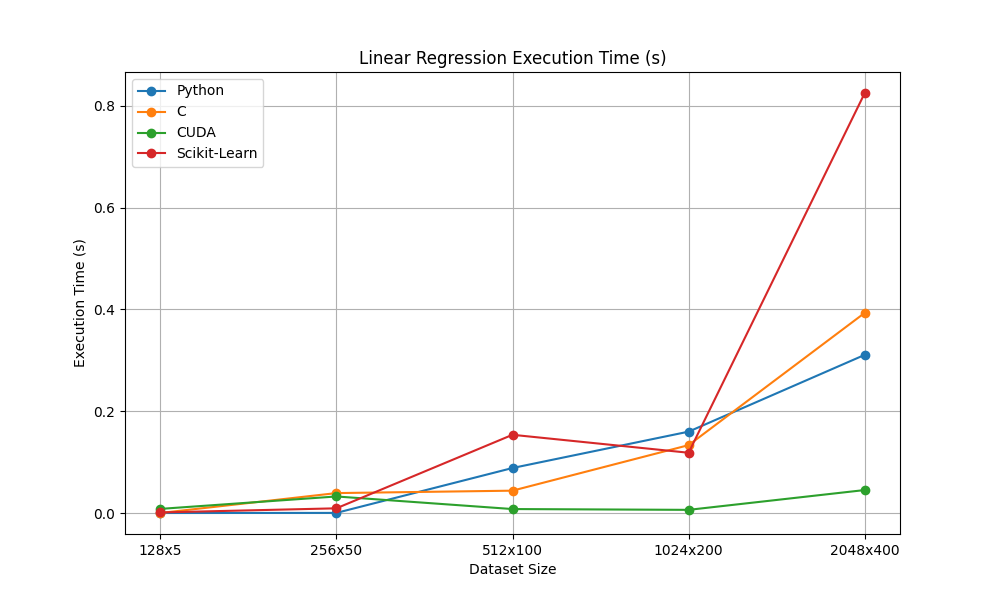 Linear Regression Execution Time (s)
Python
C
CUDA
Scikit-Learn
Execution Time (s)
0.8
0.6
0.4
0.2
0.0
128x5
256x50
512x100
1024x200
2048x400
Dataset Size